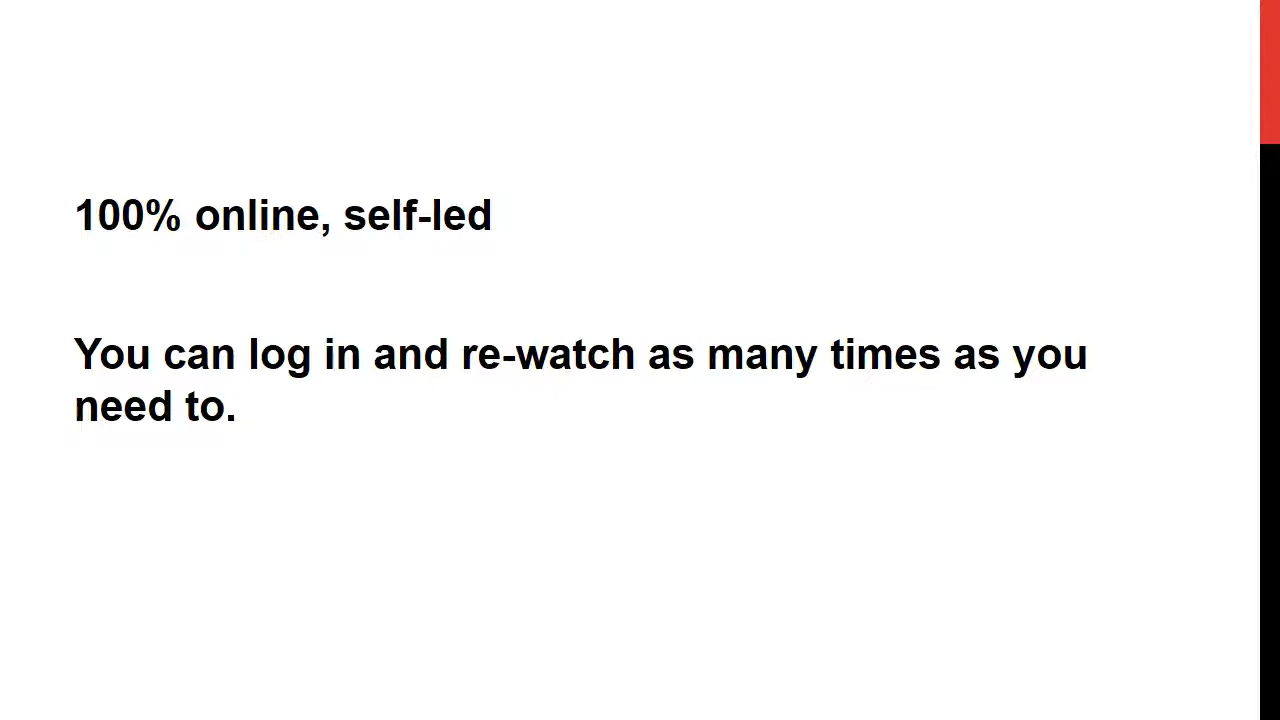 100% online, self-led
You can log in and re-watch as many times as you
need to.